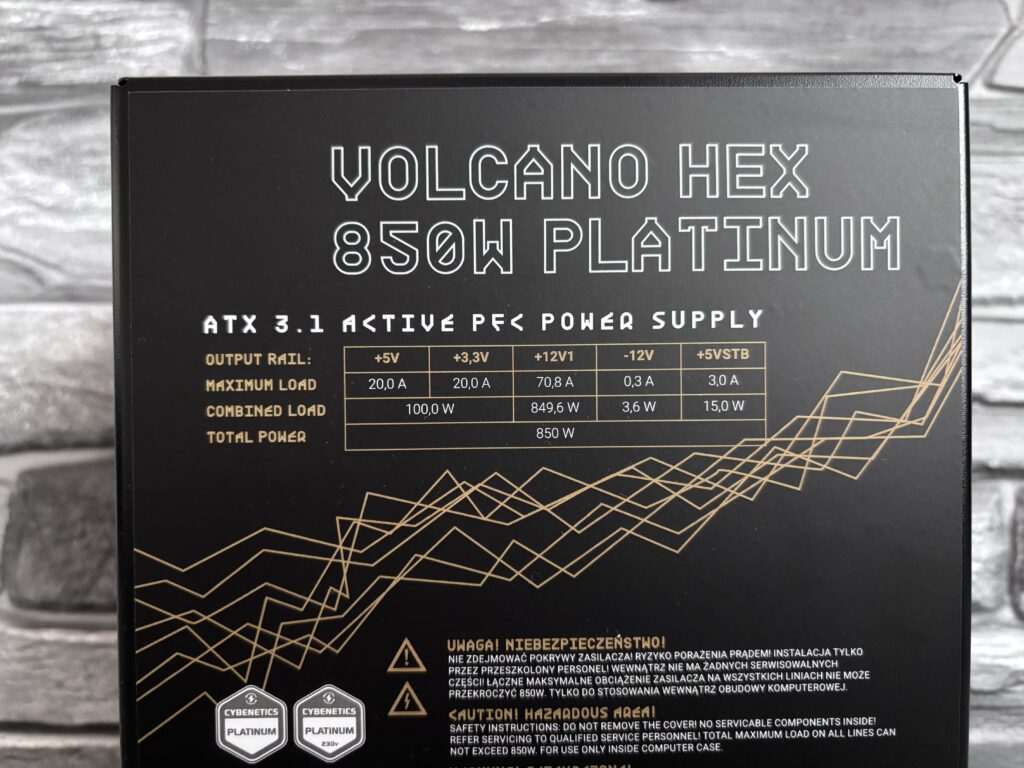 VOLCANO HEX
850W PLATINUM
ATX 3.1 ACTIVE PFC POWER SUPPLY
OUTPUT RAIL: +5V +3,3V +12V1 -12V +5VSTB
MAXIMUM LOAD 20,0 A 20,0 A 70,8 A 0,3 A 3,0 A
COMBINED LOAD 100,0 W 849,6 W 3,6 W 15,0 W
TOTAL POWER 850 W
UWAGA! NIEBEZPIECZEŃSTWO!
NIE ZDEJMOWAĆ POKRYWY ZASILACZA! RYZYKO PORAŻENIA PRĄDEM! INSTALACJA TYLKO
PRZEZ PRZESZKOLONY PERSONEL! WEWNĄTRZ NIE MA ŻADNYCH SERWISOWALNYCH
CZĘŚCI! ŁĄCZNE MAKSYMALNE OBCIĄŻENIE ZASILACZA NA WSZYSTKICH LINIACH NIE MOŻE
PRZEKROCZYĆ 850W. TYLKO DO STOSOWANIA WEWNĄTRZ OBUDOWY KOMPUTEROWEJ.
CAUTION! HAZARDOUS AREA!
SAFETY INSTRUCTIONS: DO NOT REMOVE THE COVER! NO SERVICABLE COMPONENTS INSIDE!
REFER SERVICING TO QUALIFIED SERVICE PERSONNEL! TOTAL MAXIMUM LOAD ON ALL LINES CAN
NOT EXCEED 850W. FOR USE ONLY INSIDE COMPUTER CASE.
CYBENETICS
PLATINUM
CYBENETICS
PLATINUM
230v